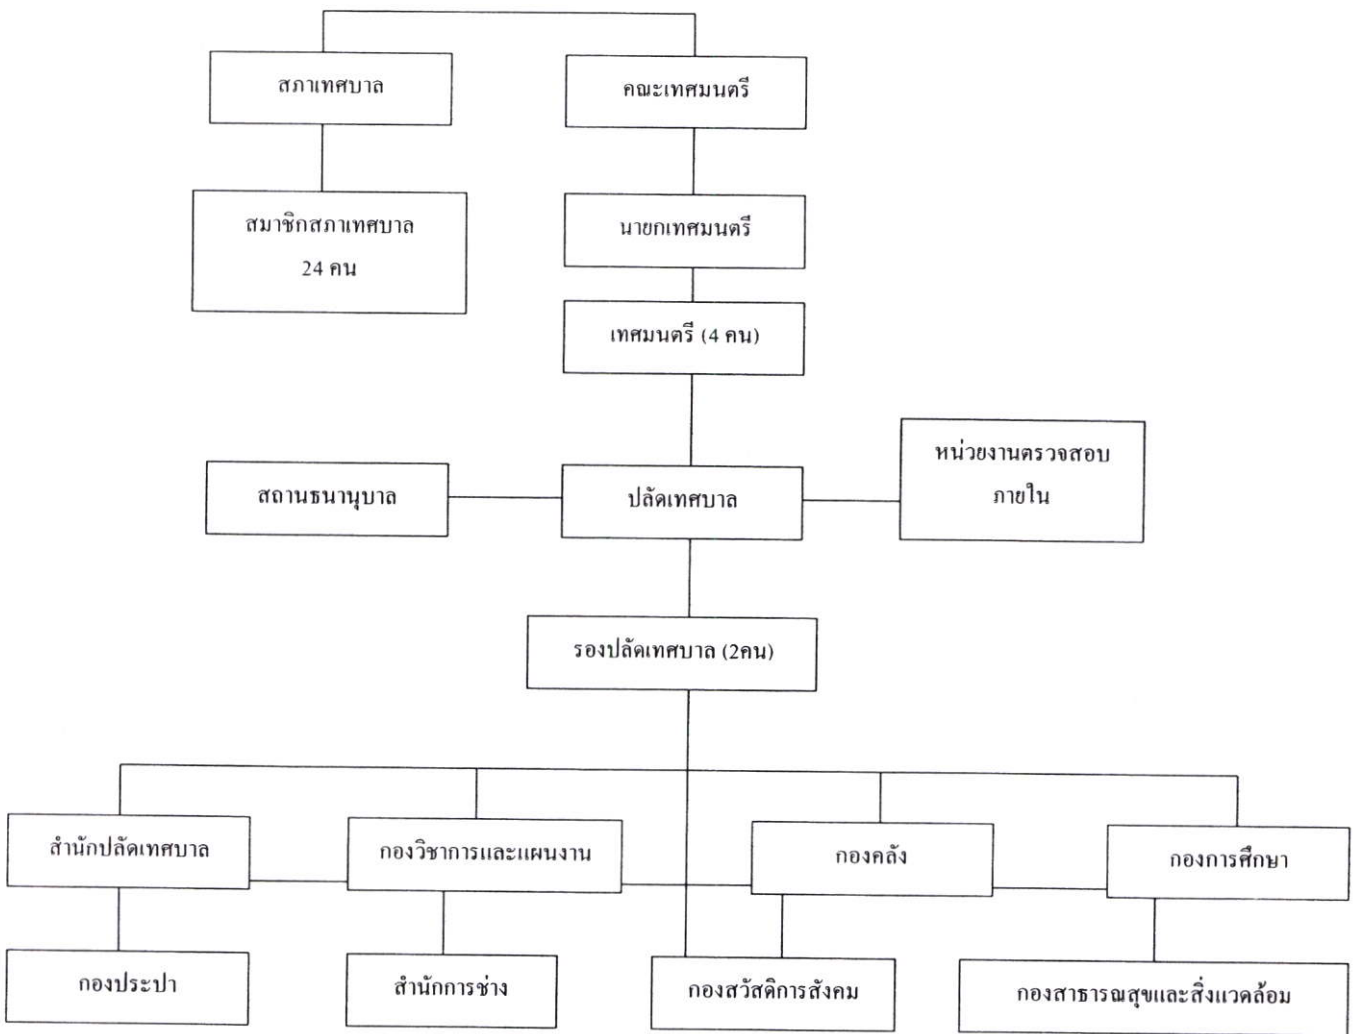 สภาเทศบาล
คณะเทศมนตรี
สมาชิกสภาเทศบาล
24 คน
นายกเทศมนตรี
เทศมนตรี (4 คน)
สถานธนานุบาล
ปลัดเทศบาล
หน่วยงานตรวจสอบ
ภายใน
รองปลัดเทศบาล (2คน)
สำนักปลัดเทศบาล
กองวิชาการและแผนงาน
กองคลัง
กองการศึกษา
กองประปา
สำนักการช่าง
กองสวัสดิการสังคม
กองสาธารณสุขและสิ่งแวดล้อม